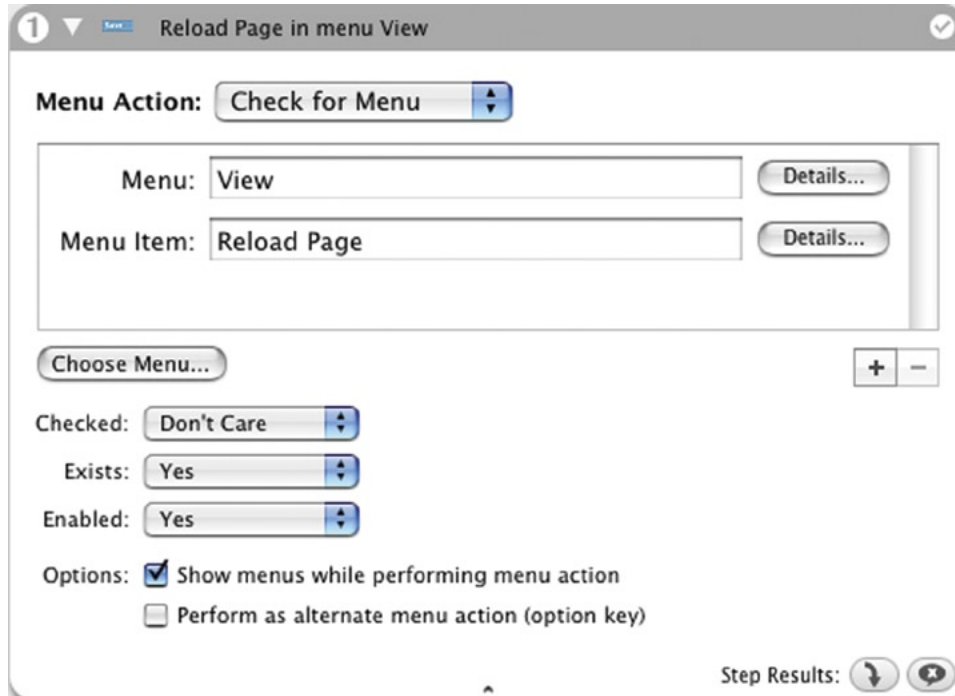 1 Save Reload Page in menu View
Menu Action: Check for Menu
Menu: View Details...
Menu Item: Reload Page Details...
Choose Menu... + −
Checked: Don't Care
Exists: Yes
Enabled: Yes
Options: Show menus while performing menu action
Perform as alternate menu action (option key)
Step Results: